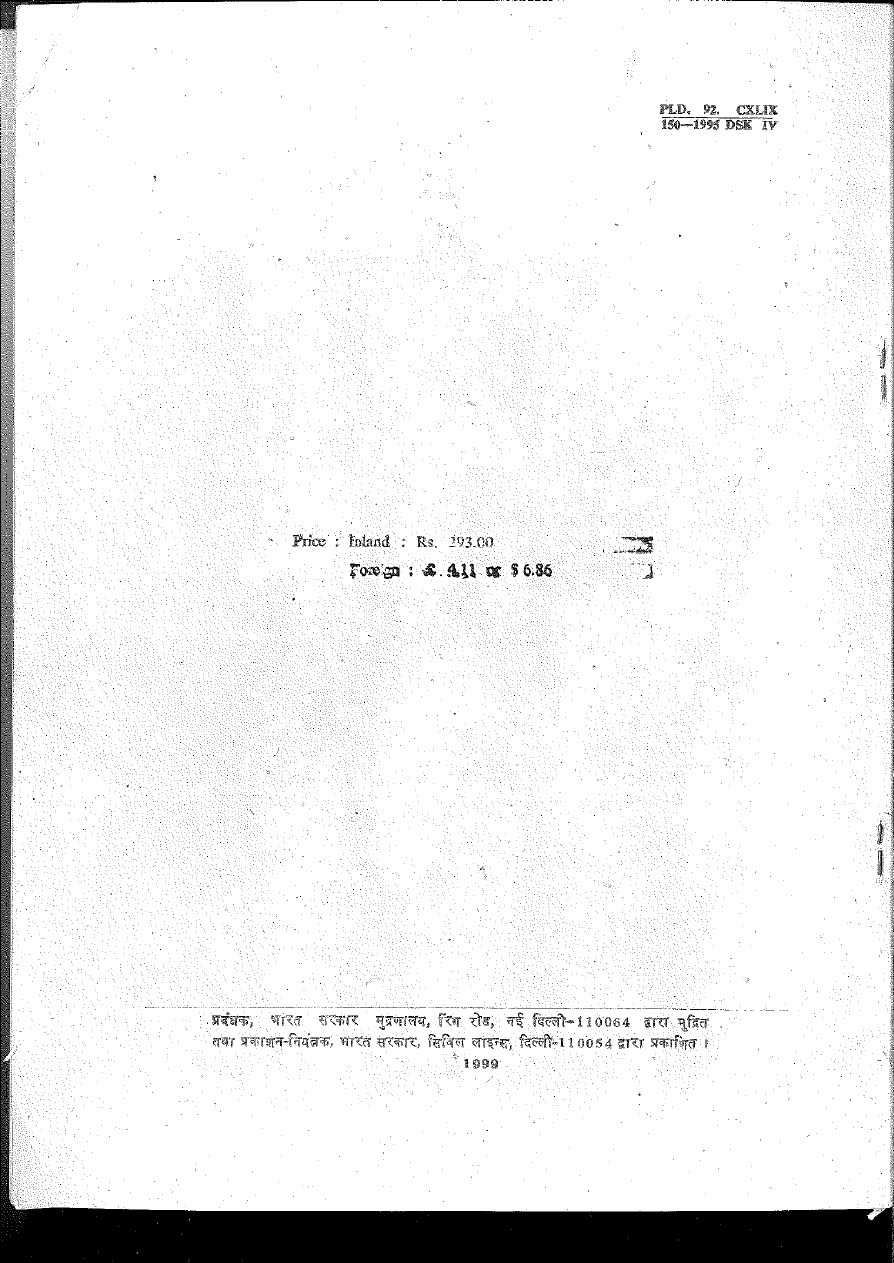 PLD. 92. CXLIX
150—1995 DSK IV
Price : Inland : Rs. 293.00
Foreign : £ 4.11 or $ 6.86
प्रबंधक, भारत सरकार मुद्रणालय, रिंग रोड, नई दिल्ली-110064 द्वारा मुद्रित
तथा प्रकाशन-नियंत्रक, भारत सरकार, सिविल लाइन्स, दिल्ली-110054 द्वारा प्रकाशित ।
1999